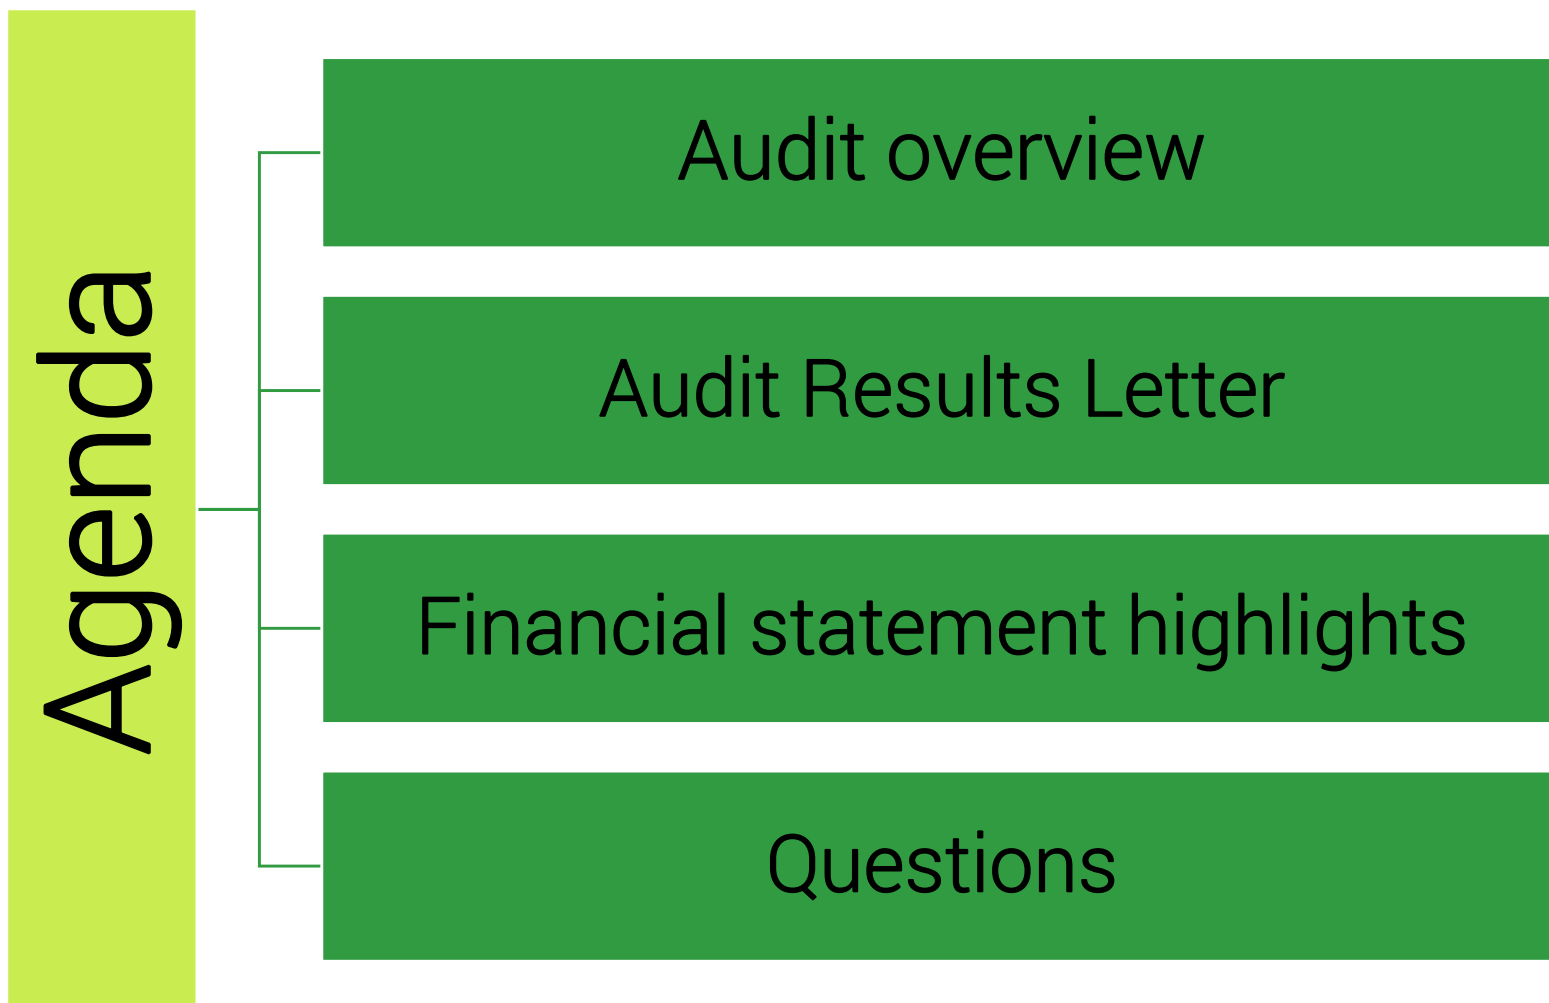 Agenda
Audit overview
Audit Results Letter
Financial statement highlights
Questions